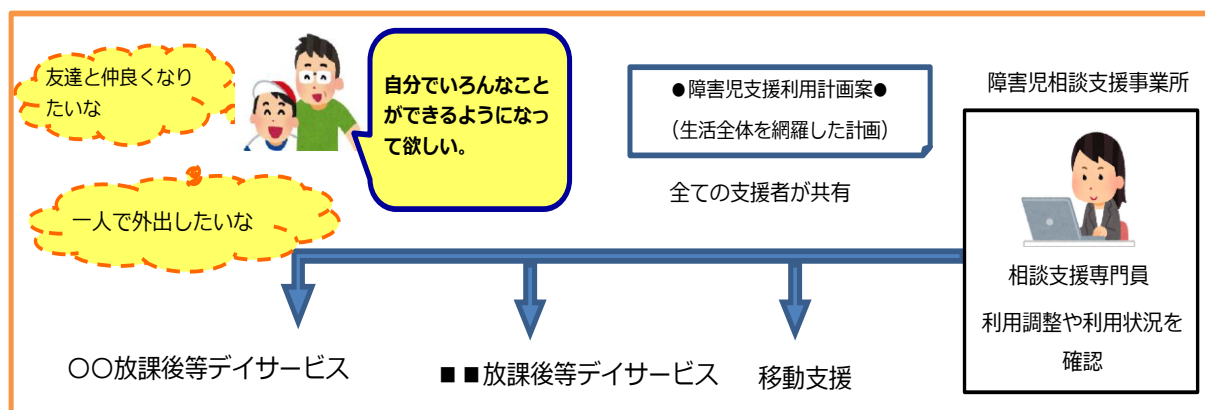 友達と仲良くなり
たいな
自分でいろんなこと
ができるようになっ
て欲しい。
一人で外出したいな
●障害児支援利用計画案●
(生活全体を網羅した計画)
全ての支援者が共有
障害児相談支援事業所
相談支援専門員
利用調整や利用状況を
確認
〇〇放課後等デイサービス
■■放課後等デイサービス
移動支援